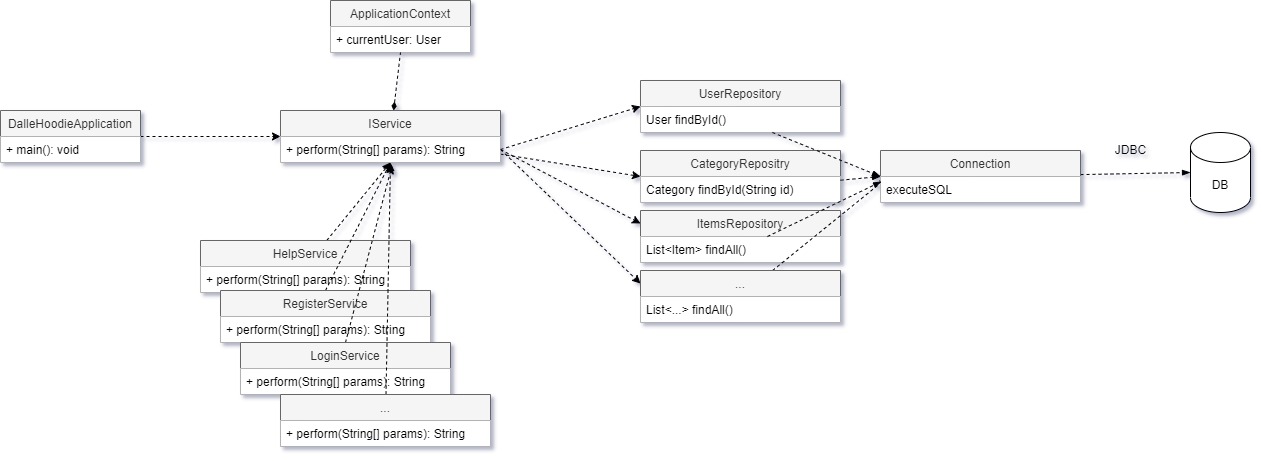 ApplicationContext
+ currentUser: User
DalleHoodieApplication
+ main(): void
IService
+ perform(String[] params): String
HelpService
+ perform(String[] params): String
RegisterService
+ perform(String[] params): String
LoginService
+ perform(String[] params): String
...
+ perform(String[] params): String
UserRepository
User findById()
CategoryRepositry
Category findById(String id)
ItemsRepository
List<Item> findAll()
...
List<...> findAll()
Connection
executeSQL
JDBC
DB